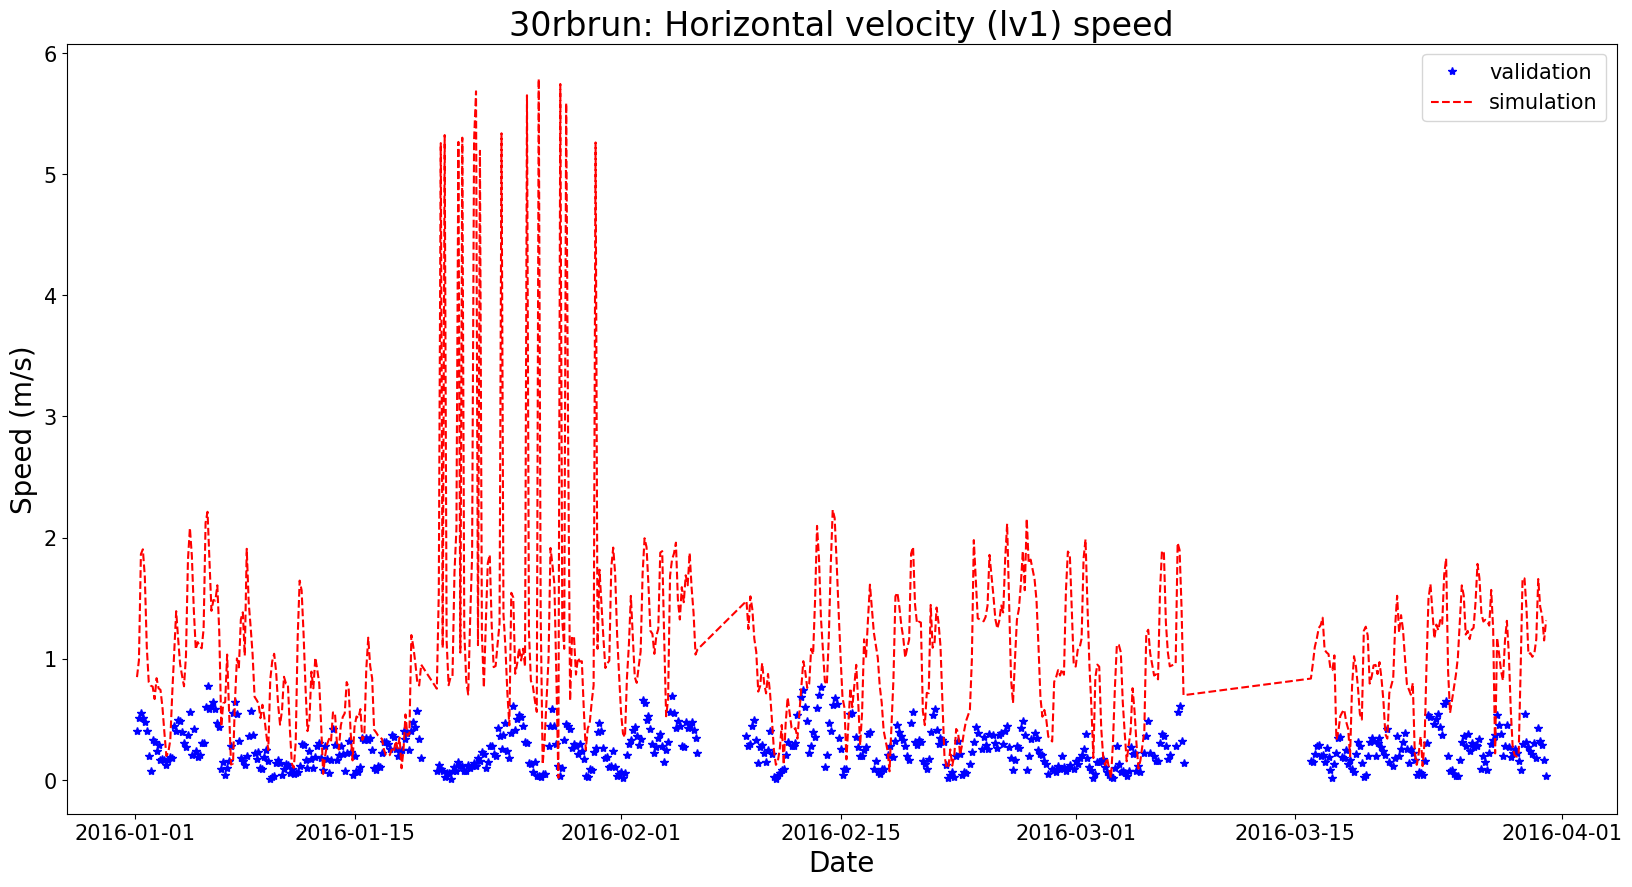 30rbrun: Horizontal velocity (lv1) speed
validation
simulation
Speed (m/s)
6
5
4
3
2
1
0
2016-01-01
2016-01-15
2016-02-01
2016-02-15
2016-03-01
2016-03-15
2016-04-01
Date